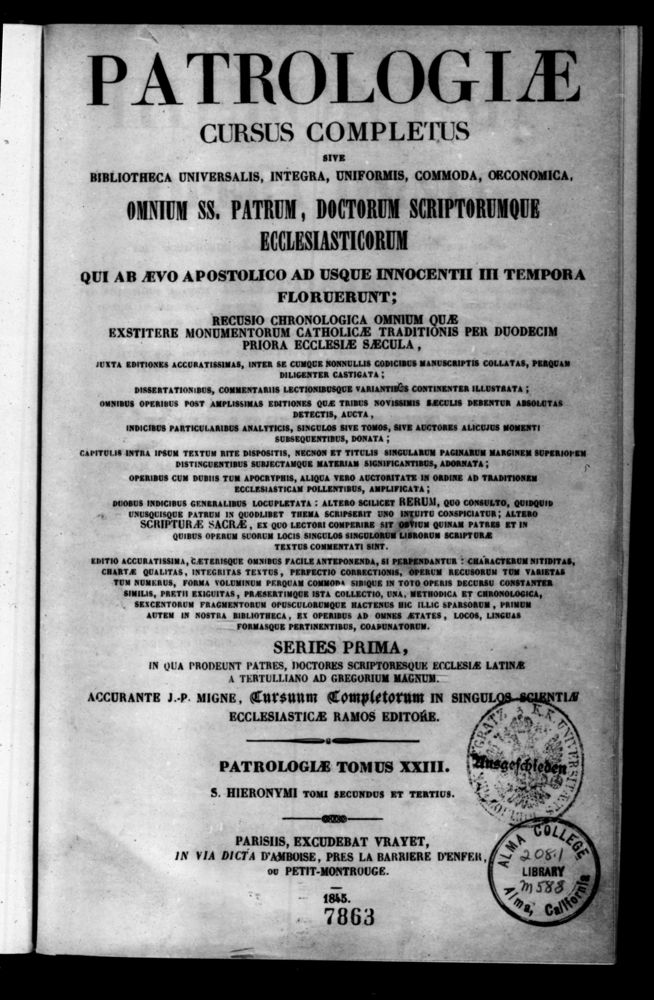 PATROLOGIÆ
CURSUS COMPLETUS
SIVE
BIBLIOTHECA UNIVERSALIS, INTEGRA, UNIFORMIS, COMMODA, OECONOMICA,
OMNIUM SS. PATRUM, DOCTORUM SCRIPTORUMQUE
ECCLESIASTICORUM
QUI AB ÆVO APOSTOLICO AD USQUE INNOCENTII III TEMPORA
FLORUERUNT;
RECUSIO CHRONOLOGICA OMNIUM QUÆ
EXSTITERE MONUMENTORUM CATHOLICÆ TRADITIONIS PER DUODECIM
PRIORA ECCLESIÆ SÆCULA,
JUXTA EDITIONES ACCURATISSIMAS, INTER SE CUMQUE NONNULLIS CODICIBUS MANUSCRIPTIS COLLATAS, PERQUAM
DILIGENTER CASTIGATA;
DISSERTATIONIBUS, COMMENTARIIS LECTIONIBUSQUE VARIANTIBUS CONTINENTER ILLUSTRATA;
OMNIBUS OPERIBUS POST AMPLISSIMAS EDITIONES QUÆ TRIBUS NOVISSIMIS SÆCULIS DEBENTUR ABSOLUTAS
DETECTIS, AUCTA,
INDICIBUS PARTICULARIBUS ANALYTICIS, SINGULOS SIVE TOMOS, SIVE AUCTORES ALICUJUS MOMENTI
SUBSEQUENTIBUS, DONATA;
CAPITULIS INTRA IPSUM TEXTUM RITE DISPOSITIS, NECNON ET TITULIS SINGULARUM PAGINARUM MARGINEM SUPERIOREM
DISTINGUENTIBUS SUBJECTAMQUE MATERIAM SIGNIFICANTIBUS, ADORNATA;
OPERIBUS CUM DUBIIS TUM APOCRYPHIS, ALIQUA VERO AUCTORITATE IN ORDINE AD TRADITIONEM
ECCLESIASTICAM POLLENTIBUS, AMPLIFICATA;
DUOBUS INDICIBUS GENERALIBUS LOCUPLETATA : ALTERO SCILICET RERUM, QUO CONSULTO, QUIDQUID
UNUSQUISQUE PATRUM IN QUODLIBET THEMA SCRIPSERIT UNO INTUITU CONSPICIATUR; ALTERO
SCRIPTURÆ SACRÆ, EX QUO LECTORI COMPERIRE SIT OBVIUM QUINAM PATRES ET IN
QUIBUS OPERUM SUORUM LOCIS SINGULOS SINGULORUM LIBRORUM SCRIPTURÆ
TEXTUS COMMENTATI SINT.
EDITIO ACCURATISSIMA, CÆTERISQUE OMNIBUS FACILE ANTEPONENDA, SI PERPENDANTUR : CHARACTERUM NITIDITAS,
CHARTÆ QUALITAS, INTEGRITAS TEXTUS, PERFECTIO CORRECTIONIS, OPERUM RECUSORUM TUM VARIETAS
TUM NUMERUS, FORMA VOLUMINUM PERQUAM COMMODA SIBIQUE IN TOTO OPERIS DECURSU CONSTANTER
SIMILIS, PRETII EXIGUITAS, PRÆSERTIMQUE ISTA COLLECTIO, UNA, METHODICA ET CHRONOLOGICA,
SEXCENTORUM FRAGMENTORUM OPUSCULORUMQUE HACTENUS HIC ILLIC SPARSORUM, PRIMUM
AUTEM IN NOSTRA BIBLIOTHECA, EX OPERIBUS AD OMNES ÆTATES, LOCOS, LINGUAS
FORMASQUE PERTINENTIBUS, COADUNATORUM.
SERIES PRIMA,
IN QUA PRODEUNT PATRES, DOCTORES SCRIPTORESQUE ECCLESIÆ LATINÆ
A TERTULLIANO AD GREGORIUM MAGNUM.
ACCURANTE J.-P. MIGNE, Cursuum Completorum IN SINGULOS SCIENTIÆ
ECCLESIASTICÆ RAMOS EDITORE.
PATROLOGIÆ TOMUS XXIII.
Ausgeschieden
S. HIERONYMI TOMI SECUNDUS ET TERTIUS.
PARISIIS, EXCUDEBAT VRAYET,
IN VIA DICTA D'AMBOISE, PRES LA BARRIERE D'ENFER,
OU PETIT-MONTROUGE.
ALMA COLLEGE
2081
LIBRARY
M588
Alma, California
1845.
7863